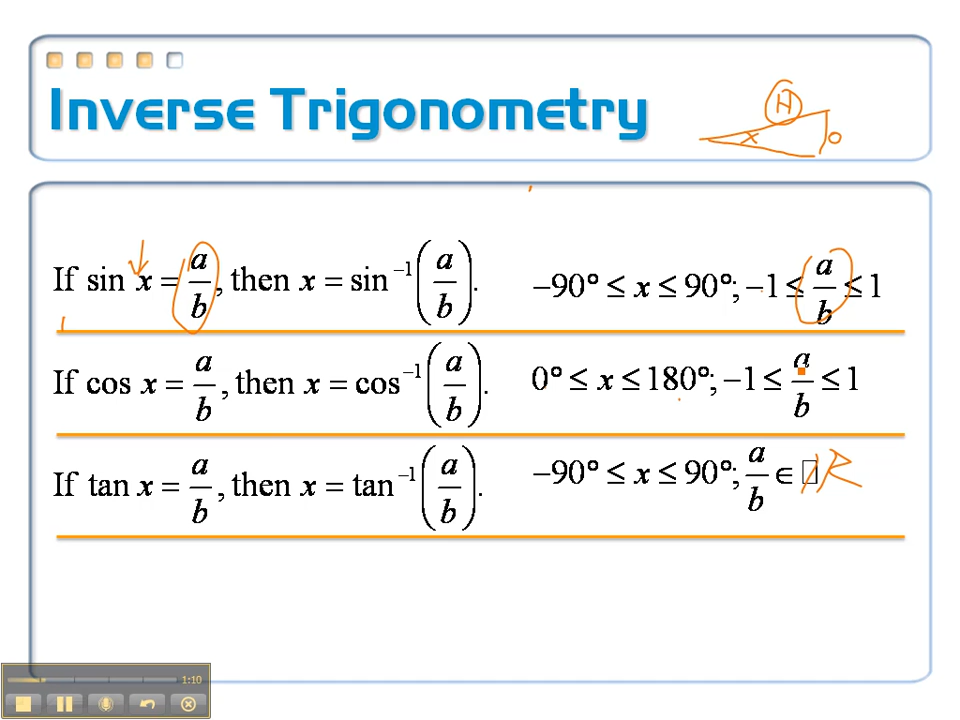 Inverse Trigonometry
H
x
O
If sin x = a/b, then x = sin⁻¹(a/b). −90° ≤ x ≤ 90°; −1 ≤ a/b ≤ 1
If cos x = a/b, then x = cos⁻¹(a/b). 0° ≤ x ≤ 180°; −1 ≤ a/b ≤ 1
If tan x = a/b, then x = tan⁻¹(a/b). −90° ≤ x ≤ 90°; a/b ∈ □ R
1:10